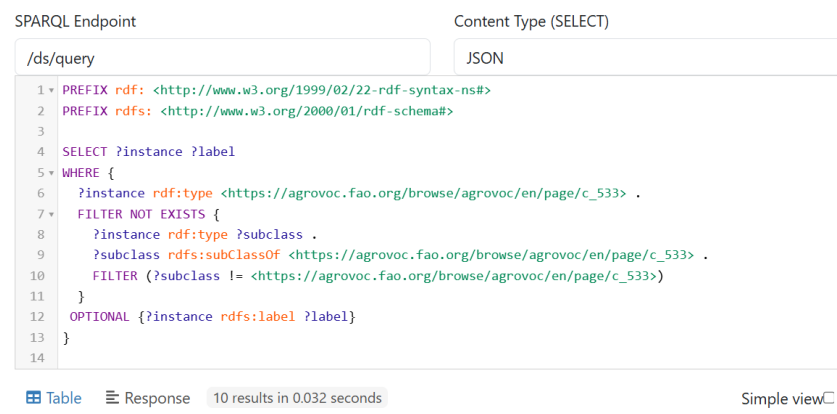 SPARQL Endpoint
Content Type (SELECT)
/ds/query
JSON
1 PREFIX rdf: <http://www.w3.org/1999/02/22-rdf-syntax-ns#>
2 PREFIX rdfs: <http://www.w3.org/2000/01/rdf-schema#>
3
4 SELECT ?instance ?label
5 WHERE {
6 ?instance rdf:type <https://agrovoc.fao.org/browse/agrovoc/en/page/c_533> .
7 FILTER NOT EXISTS {
8 ?instance rdf:type ?subclass .
9 ?subclass rdfs:subClassOf <https://agrovoc.fao.org/browse/agrovoc/en/page/c_533> .
10 FILTER (?subclass != <https://agrovoc.fao.org/browse/agrovoc/en/page/c_533>)
11 }
12 OPTIONAL {?instance rdfs:label ?label}
13 }
14
Table Response 10 results in 0.032 seconds Simple view